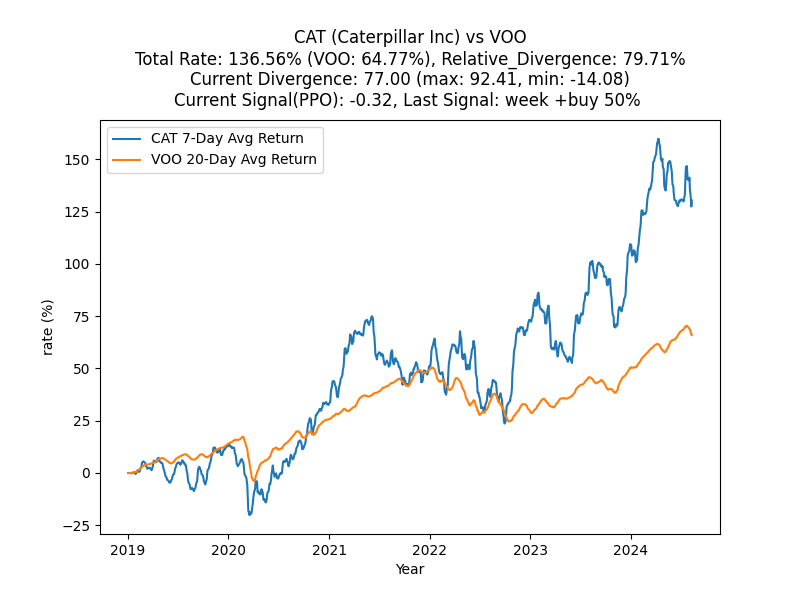 CAT (Caterpillar Inc) vs VOO
Total Rate: 136.56% (VOO: 64.77%), Relative_Divergence: 79.71%
Current Divergence: 77.00 (max: 92.41, min: -14.08)
Current Signal(PPO): -0.32, Last Signal: week +buy 50%
CAT 7-Day Avg Return
VOO 20-Day Avg Return
rate (%)
150
125
100
75
50
25
0
−25
2019
2020
2021
2022
2023
2024
Year